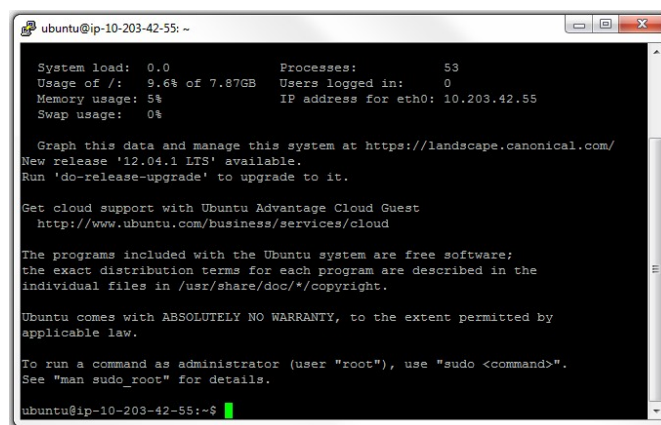 ubuntu@ip-10-203-42-55: ~
System load: 0.0 Processes: 53
Usage of /: 9.6% of 7.87GB Users logged in: 0
Memory usage: 5% IP address for eth0: 10.203.42.55
Swap usage: 0%
Graph this data and manage this system at https://landscape.canonical.com/
New release '12.04.1 LTS' available.
Run 'do-release-upgrade' to upgrade to it.
Get cloud support with Ubuntu Advantage Cloud Guest
http://www.ubuntu.com/business/services/cloud
The programs included with the Ubuntu system are free software;
the exact distribution terms for each program are described in the
individual files in /usr/share/doc/*/copyright.
Ubuntu comes with ABSOLUTELY NO WARRANTY, to the extent permitted by
applicable law.
To run a command as administrator (user "root"), use "sudo <command>".
See "man sudo_root" for details.
ubuntu@ip-10-203-42-55:~$